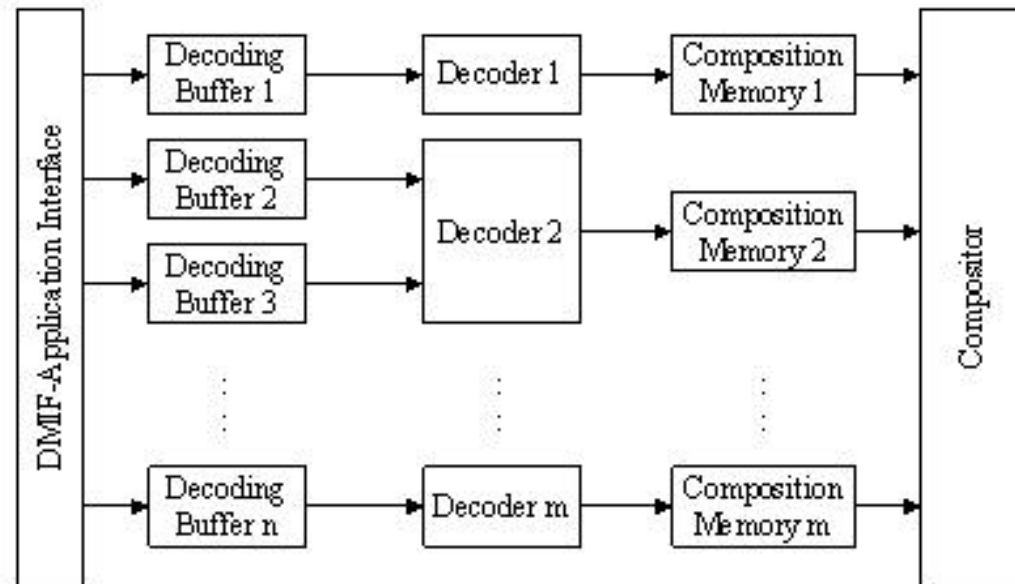 DMIF-Application Interface
Decoding
Buffer 1
Decoder 1
Composition
Memory 1
Decoding
Buffer 2
Decoding
Buffer 3
Decoder 2
Composition
Memory 2
Decoding
Buffer n
Decoder m
Composition
Memory m
Compositor